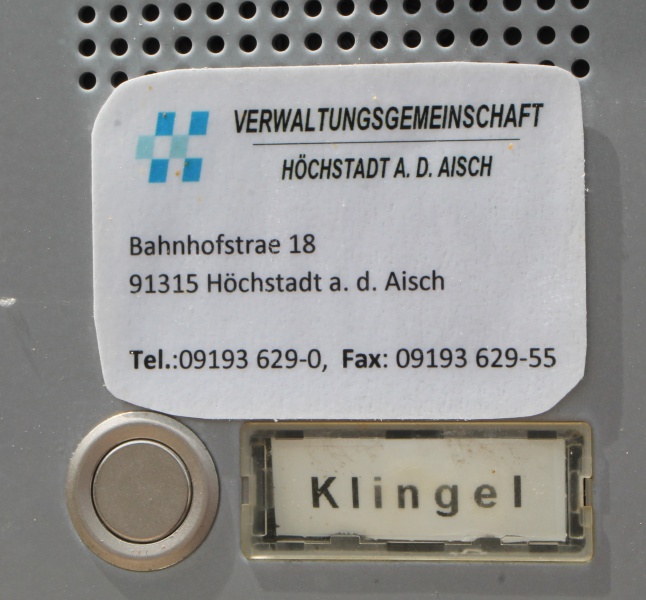 VERWALTUNGSGEMEINSCHAFT
HÖCHSTADT A. D. AISCH
Bahnhofstrae 18
91315 Höchstadt a. d. Aisch
Tel.:09193 629-0, Fax: 09193 629-55
Klingel